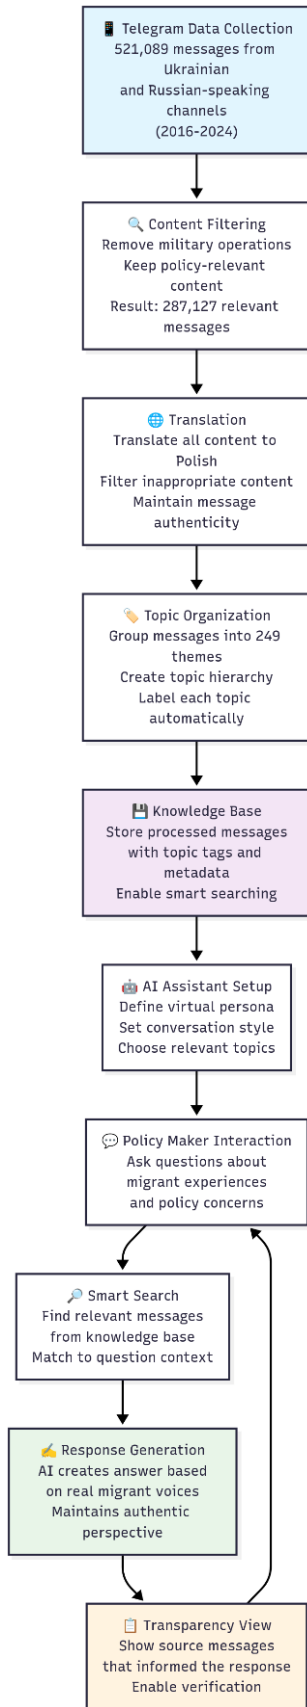 📱 Telegram Data Collection
521,089 messages from
Ukrainian
and Russian-speaking
channels
(2016-2024)
🔍 Content Filtering
Remove military operations
Keep policy-relevant
content
Result: 287,127 relevant
messages
🌐 Translation
Translate all content to
Polish
Filter inappropriate content
Maintain message
authenticity
🏷️ Topic Organization
Group messages into 249
themes
Create topic hierarchy
Label each topic
automatically
💾 Knowledge Base
Store processed messages
with topic tags and
metadata
Enable smart searching
🤖 AI Assistant Setup
Define virtual persona
Set conversation style
Choose relevant topics
💬 Policy Maker Interaction
Ask questions about
migrant experiences
and policy concerns
🔎 Smart Search
Find relevant messages
from knowledge base
Match to question context
✍️ Response Generation
AI creates answer based
on real migrant voices
Maintains authentic
perspective
📋 Transparency View
Show source messages
that informed the response
Enable verification